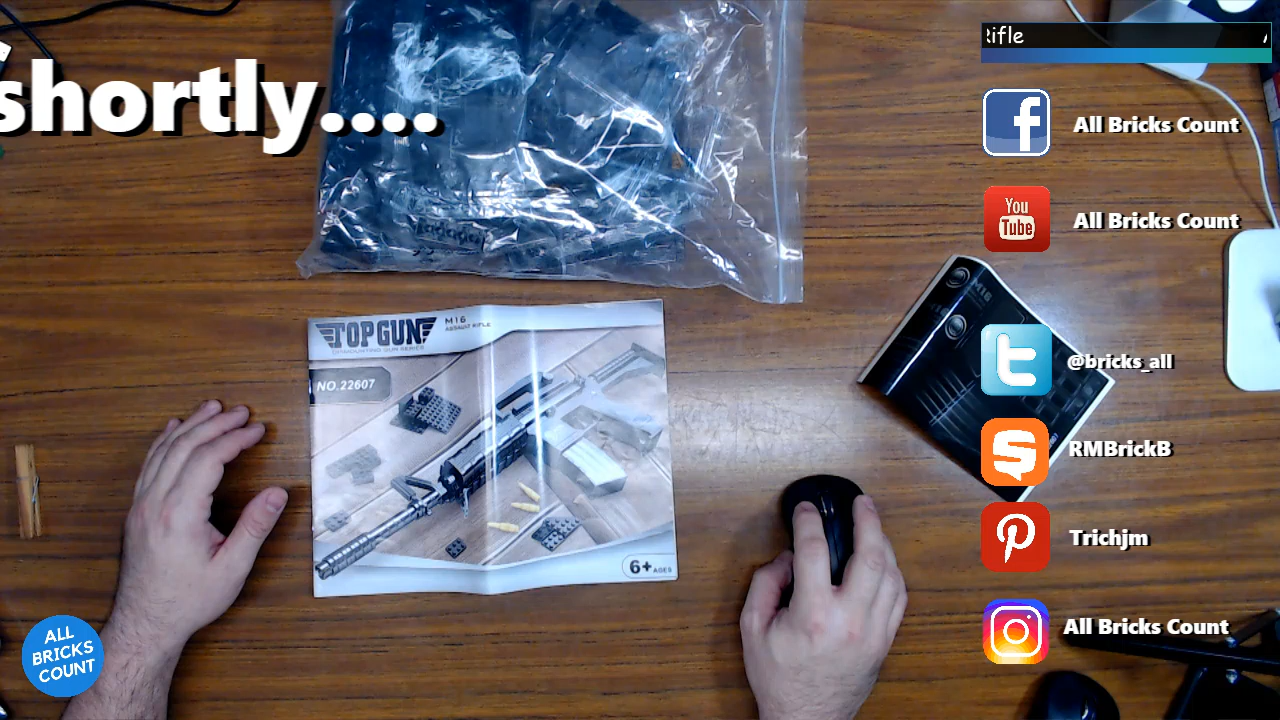 shortly....
ifle
All Bricks Count
You
Tube
All Bricks Count
M16
@bricks_all
RMBrickB
Trichjm
All Bricks Count
TOPGUN
M16
ASSAULT RIFLE
NO.22607
6+ AGES
ALL
BRICKS
COUNT